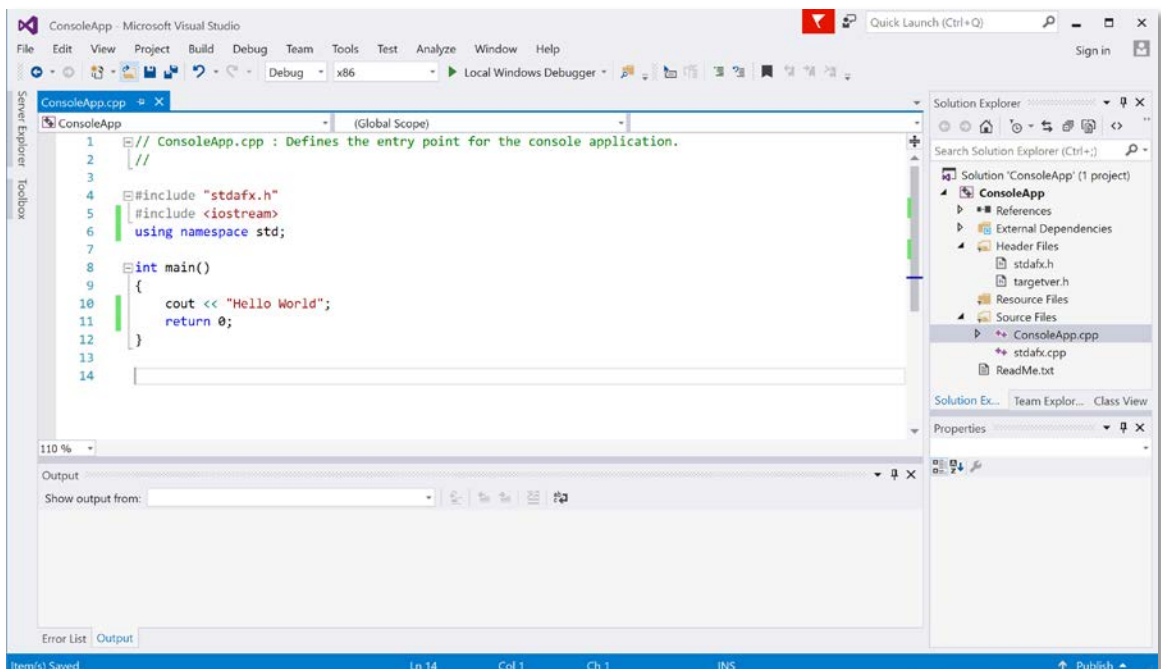 ConsoleApp - Microsoft Visual Studio
Quick Launch (Ctrl+Q)
File Edit View Project Build Debug Team Tools Test Analyze Window Help
Sign in
Debug x86 Local Windows Debugger
Server Explorer
Toolbox
ConsoleApp.cpp
ConsoleApp (Global Scope)
1 // ConsoleApp.cpp : Defines the entry point for the console application.
2 //
3
4 #include "stdafx.h"
5 #include <iostream>
6 using namespace std;
7
8 int main()
9 {
10 cout << "Hello World";
11 return 0;
12 }
13
14
110 %
Output
Show output from:
Error List Output
Solution Explorer
Search Solution Explorer (Ctrl+;)
Solution 'ConsoleApp' (1 project)
ConsoleApp
References
External Dependencies
Header Files
stdafx.h
targetver.h
Resource Files
Source Files
ConsoleApp.cpp
stdafx.cpp
ReadMe.txt
Solution Ex... Team Explor... Class View
Properties
Item(s) Saved Ln 14 Col 1 Ch 1 INS Publish